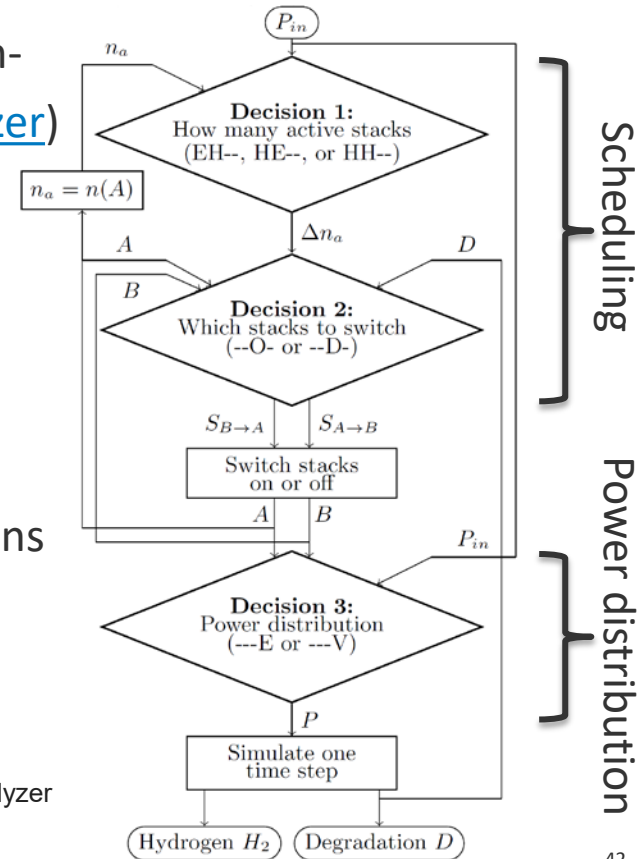 n-
zer)
ns
lyzer
P_in
n_a
Decision 1:
How many active stacks
(EH--, HE--, or HH--)
n_a = n(A)
Δn_a
A
D
B
Decision 2:
Which stacks to switch
(--O- or --D-)
S_B→A
S_A→B
Switch stacks
on or off
A
B
P_in
Decision 3:
Power distribution
(---E or ---V)
P
Simulate one
time step
Hydrogen H_2
Degradation D
Scheduling
Power distribution